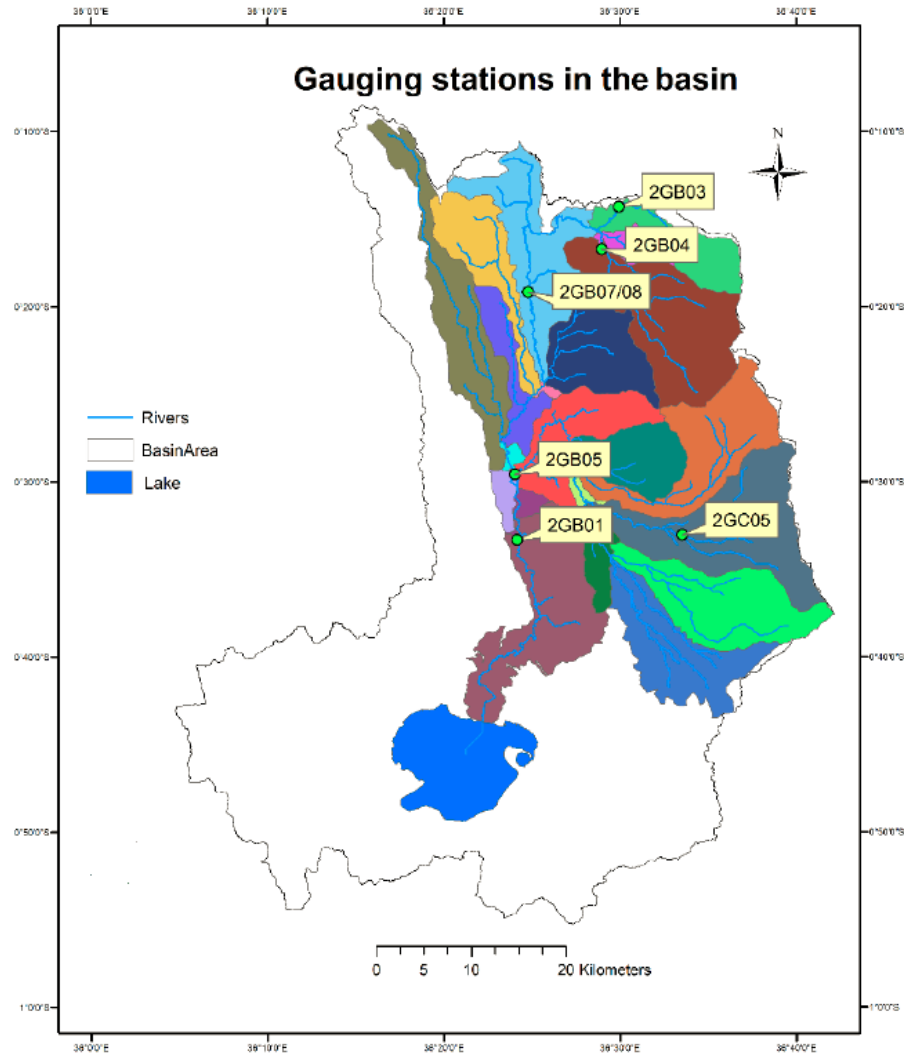 36°0'0"E 36°10'0"E 36°20'0"E 36°30'0"E 36°40'0"E
Gauging stations in the basin
0°10'0"S 0°10'0"S
N
2GB03
2GB04
2GB07/08
0°20'0"S 0°20'0"S
Rivers
BasinArea
Lake
2GB05
0°30'0"S 0°30'0"S
2GC05
2GB01
0°40'0"S 0°40'0"S
0°50'0"S 0°50'0"S
0 5 10 20 Kilometers
1°0'0"S 1°0'0"S
36°0'0"E 36°10'0"E 36°20'0"E 36°30'0"E 36°40'0"E